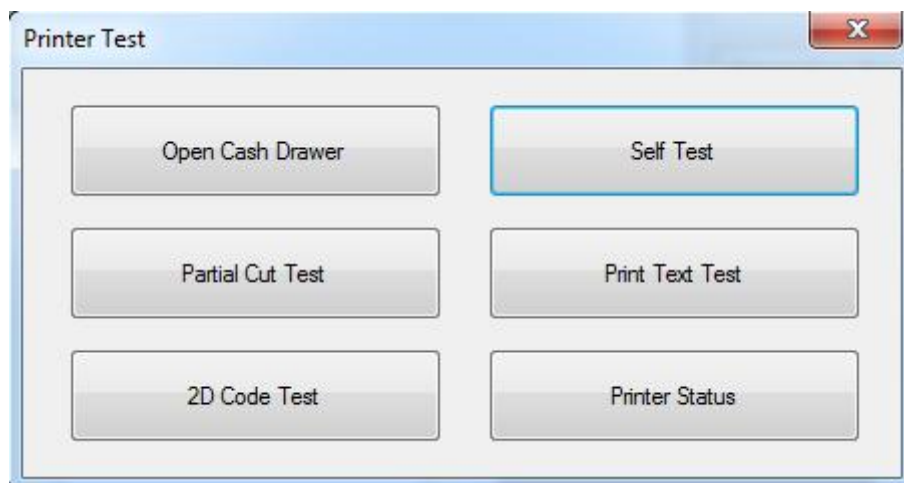 Printer Test
Open Cash Drawer
Self Test
Partial Cut Test
Print Text Test
2D Code Test
Printer Status